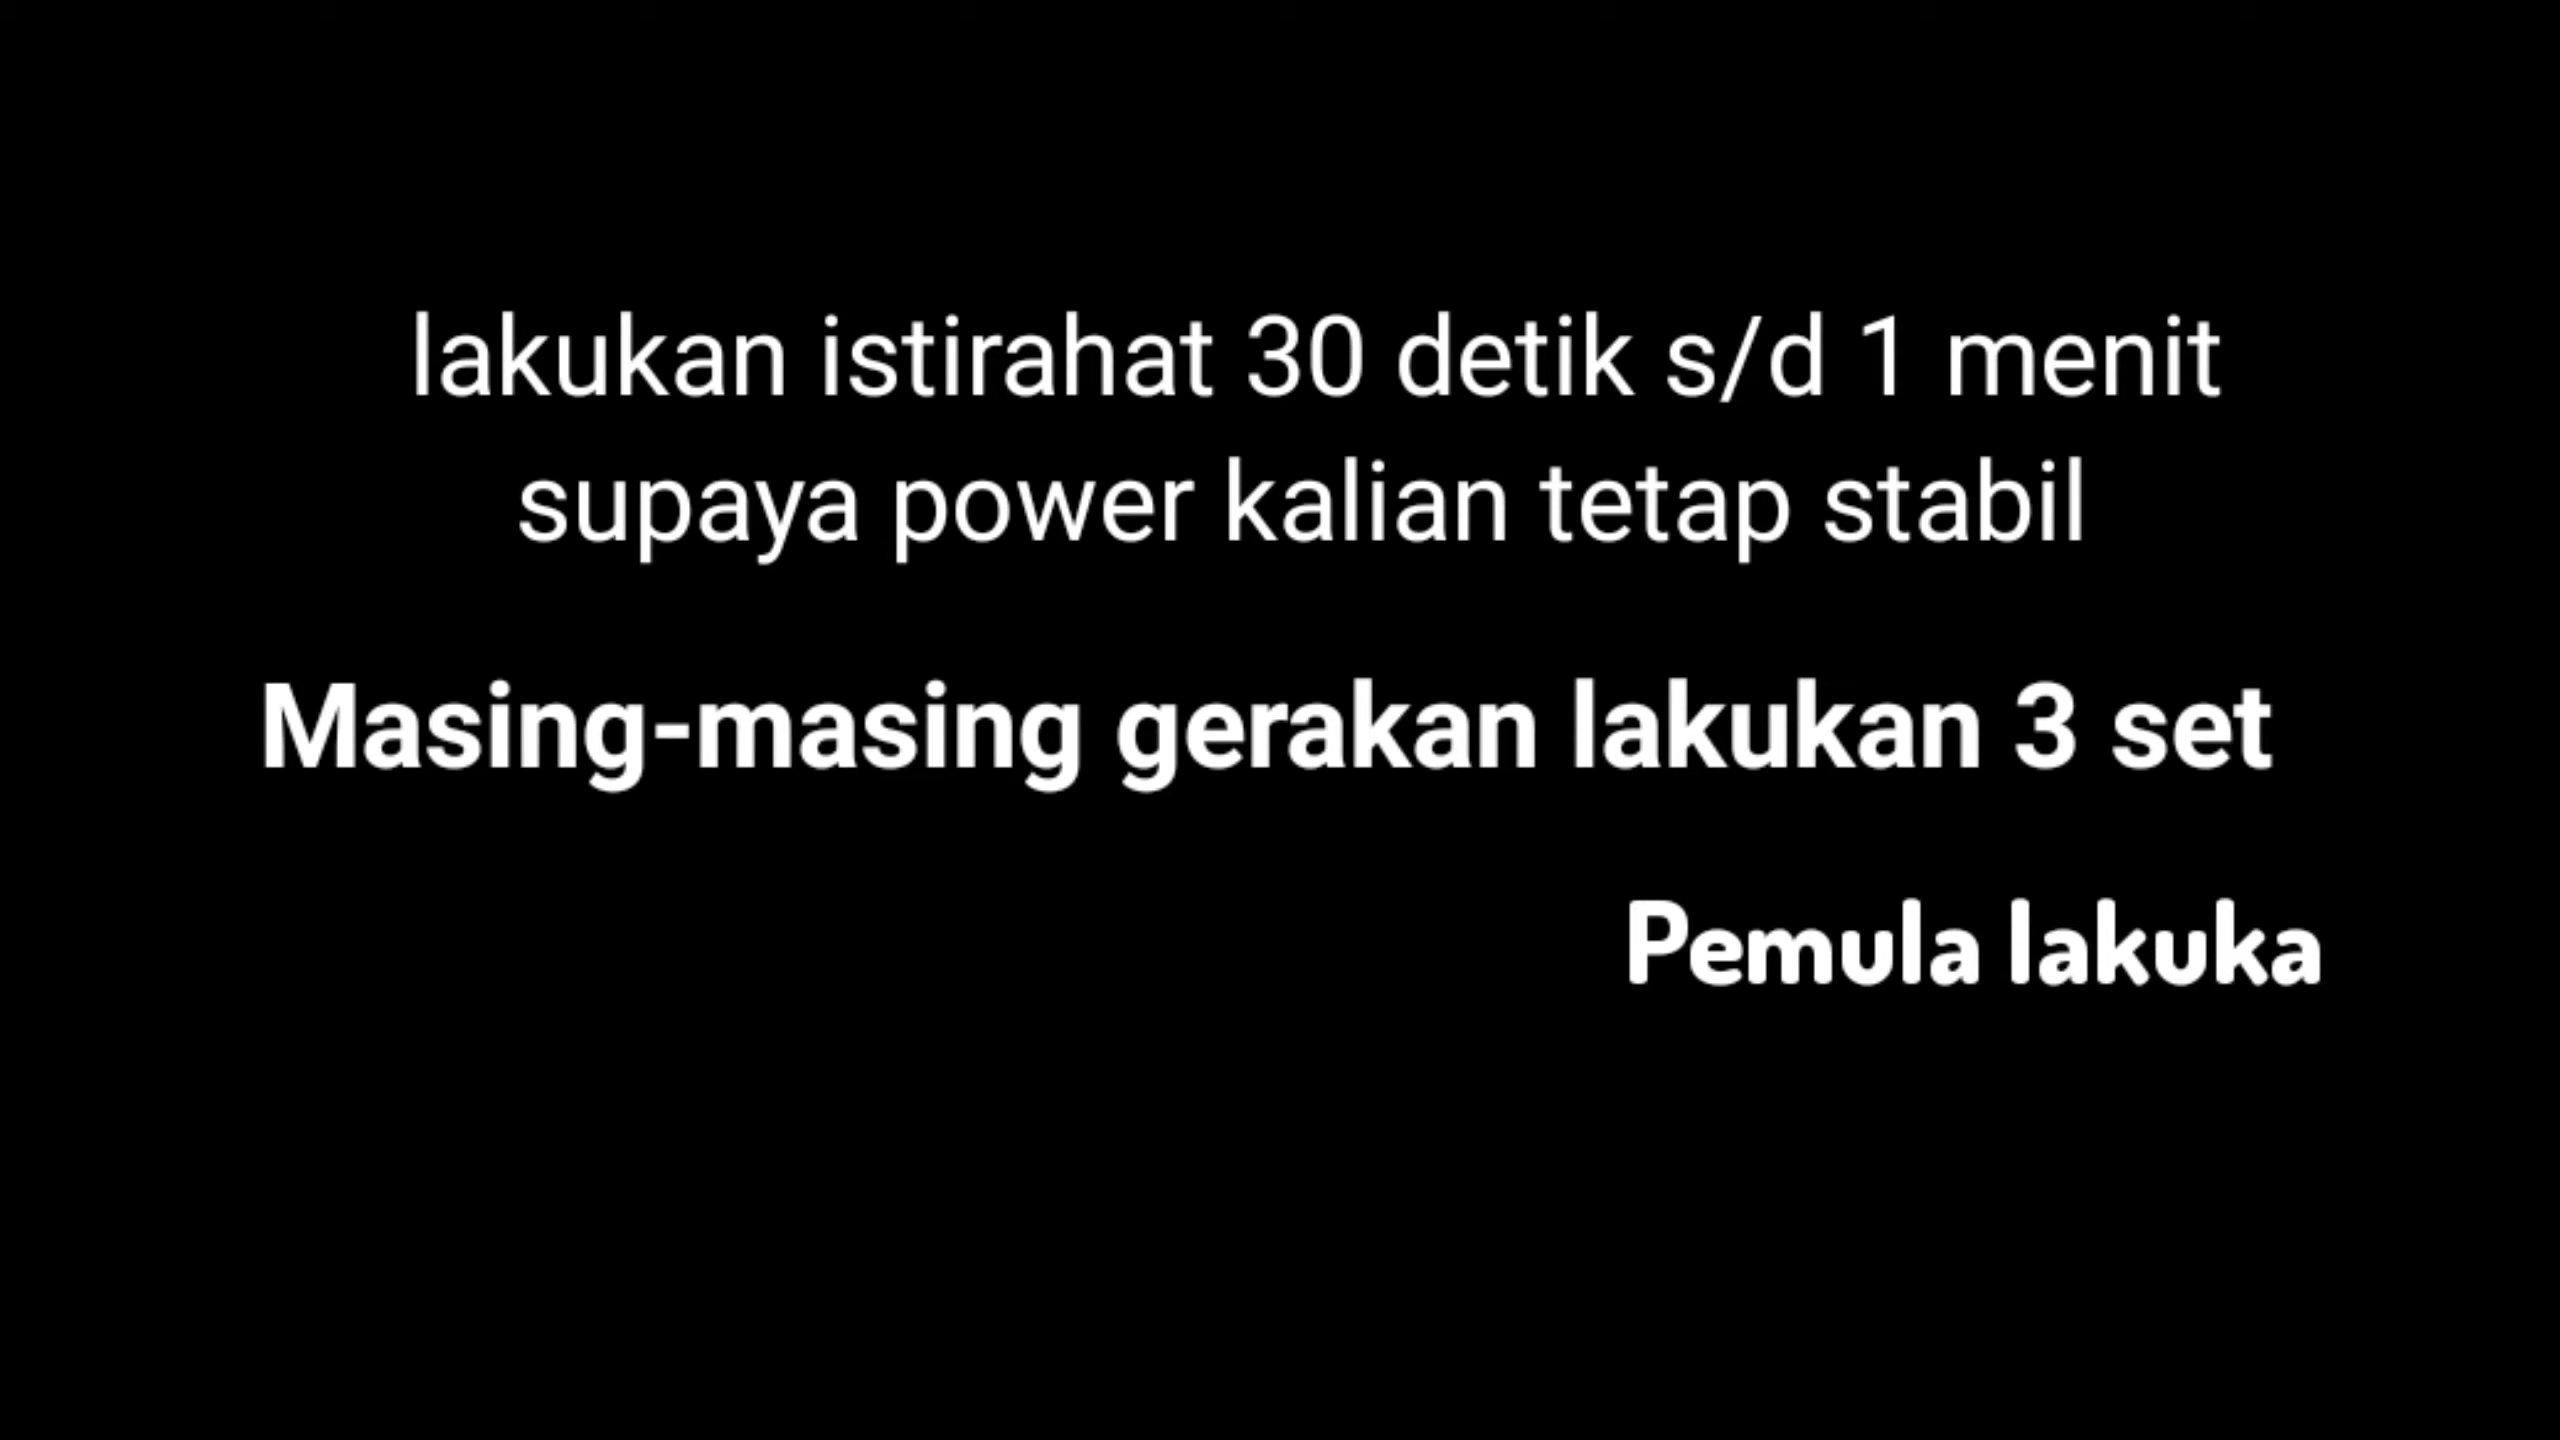 lakukan istirahat 30 detik s/d 1 menit
supaya power kalian tetap stabil
Masing-masing gerakan lakukan 3 set
Pemula lakuka